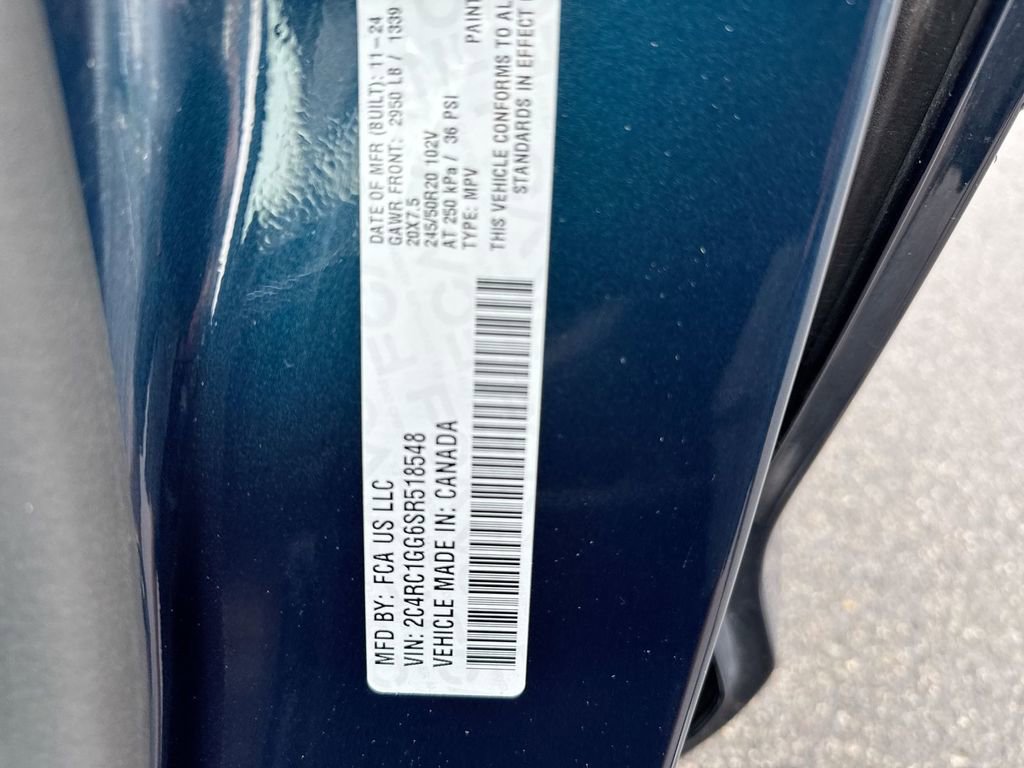 MFD BY: FCA US LLC
VIN: 2C4RC1GG6SR518548
VEHICLE MADE IN: CANADA
DATE OF MFR (BUILT): 11-24
GAWR FRONT: 2950 LB / 1339
20X7.5
245/50R20 102V
AT 250 kPa / 36 PSI
TYPE: MPV PAINT
THIS VEHICLE CONFORMS TO AL
STANDARDS IN EFFECT